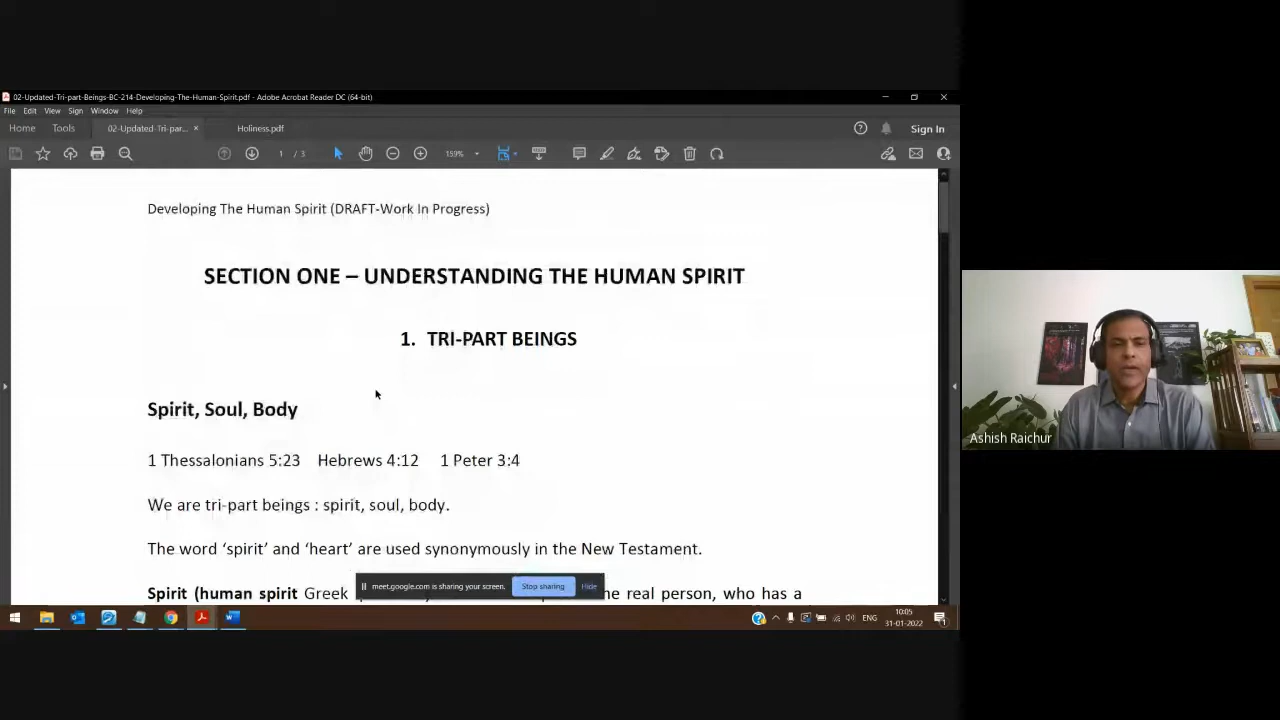 02-Updated-Tri-part-Beings-BC-214-Developing-The-Human-Spirit.pdf - Adobe Acrobat Reader DC (64-bit)
File Edit View Sign Window Help
Home Tools 02-Updated-Tri-par... × Holiness.pdf Sign In
1 / 3 159%
Developing The Human Spirit (DRAFT-Work In Progress)
SECTION ONE – UNDERSTANDING THE HUMAN SPIRIT
1. TRI-PART BEINGS
Spirit, Soul, Body
1 Thessalonians 5:23 Hebrews 4:12 1 Peter 3:4
We are tri-part beings : spirit, soul, body.
The word ‘spirit’ and ‘heart’ are used synonymously in the New Testament.
Spirit (human spirit Greek he real person, who has a
meet.google.com is sharing your screen. Stop sharing Hide
ENG 10:05
31-01-2022
Ashish Raichur